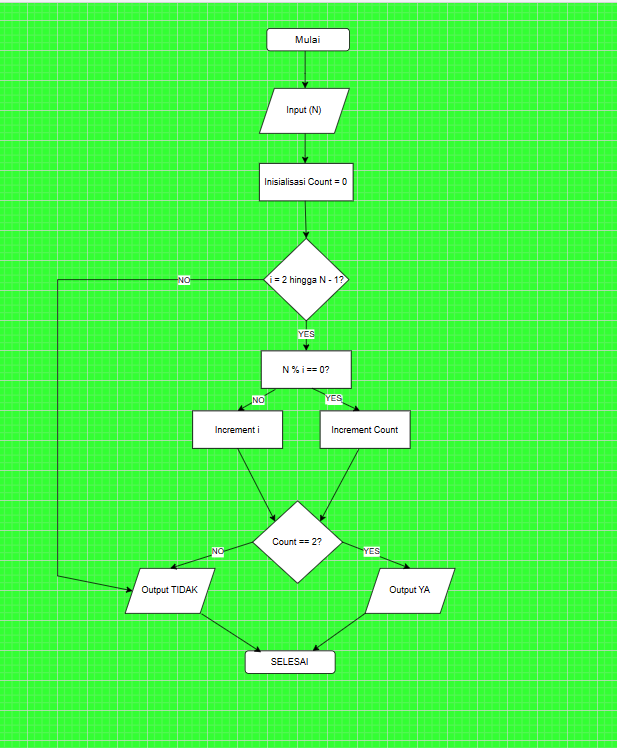 Mulai
Input (N)
Inisialisasi Count = 0
i = 2 hingga N - 1?
NO
YES
N % i == 0?
NO
YES
Increment i
Increment Count
Count == 2?
NO
YES
Output TIDAK
Output YA
SELESAI